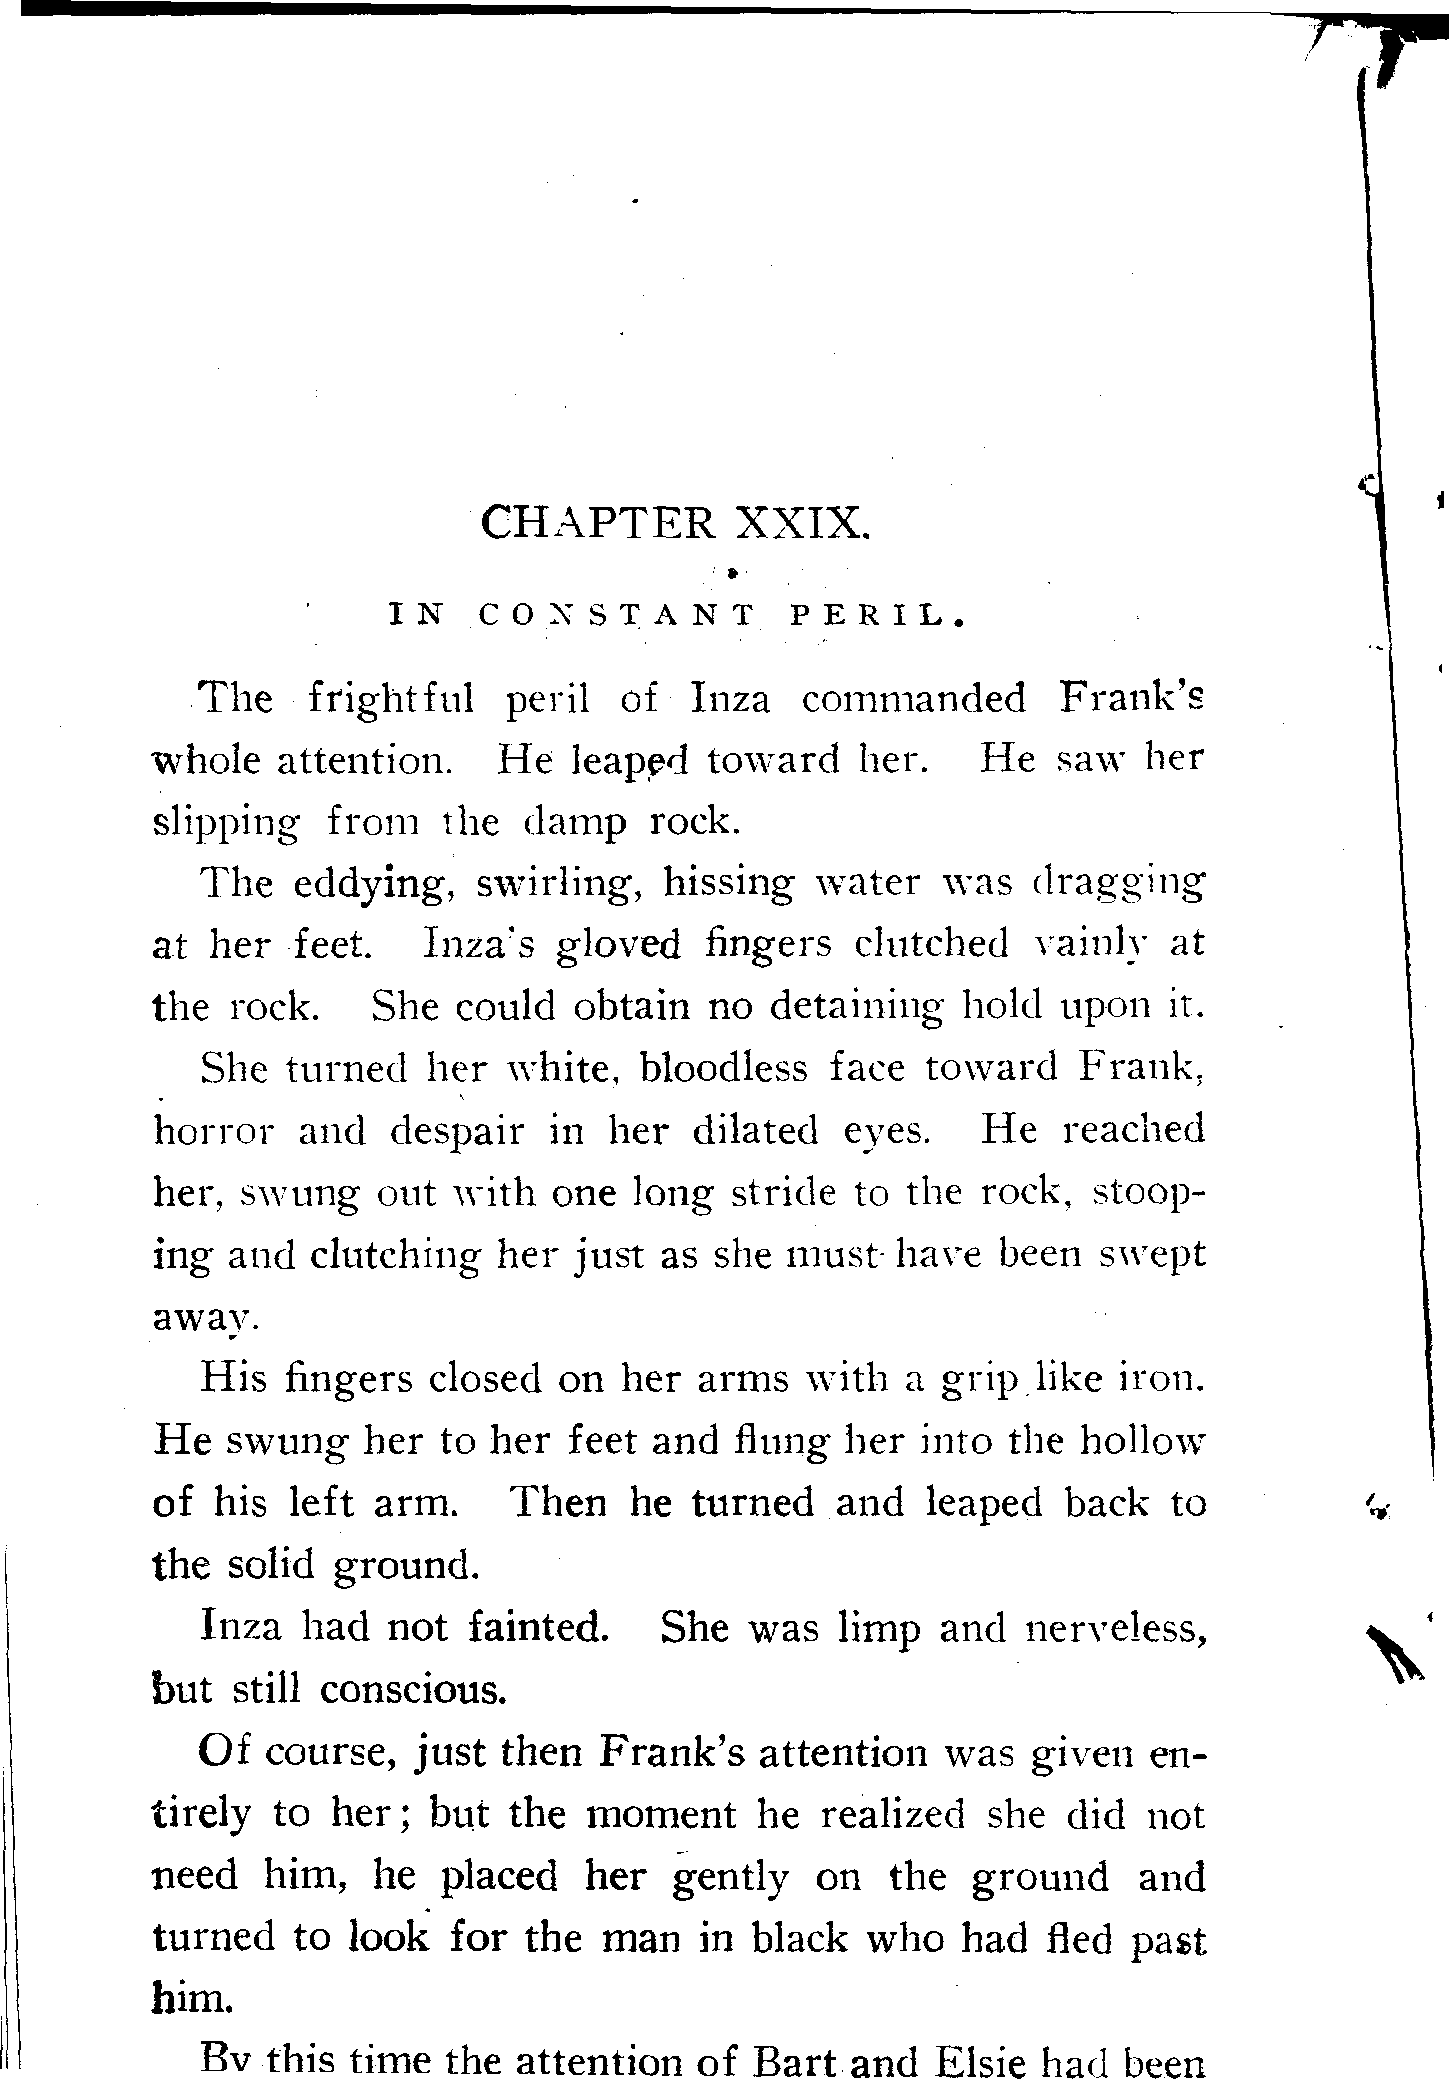 CHAPTER XXIX.
IN CONSTANT PERIL.
The frightful peril of Inza commanded Frank's
whole attention. He leaped toward her. He saw her
slipping from the damp rock.
The eddying, swirling, hissing water was dragging
at her feet. Inza's gloved fingers clutched vainly at
the rock. She could obtain no detaining hold upon it.
She turned her white, bloodless face toward Frank,
horror and despair in her dilated eyes. He reached
her, swung out with one long stride to the rock, stoop-
ing and clutching her just as she must have been swept
away.
His fingers closed on her arms with a grip like iron.
He swung her to her feet and flung her into the hollow
of his left arm. Then he turned and leaped back to
the solid ground.
Inza had not fainted. She was limp and nerveless,
but still conscious.
Of course, just then Frank's attention was given en-
tirely to her; but the moment he realized she did not
need him, he placed her gently on the ground and
turned to look for the man in black who had fled past
him.
By this time the attention of Bart and Elsie had been